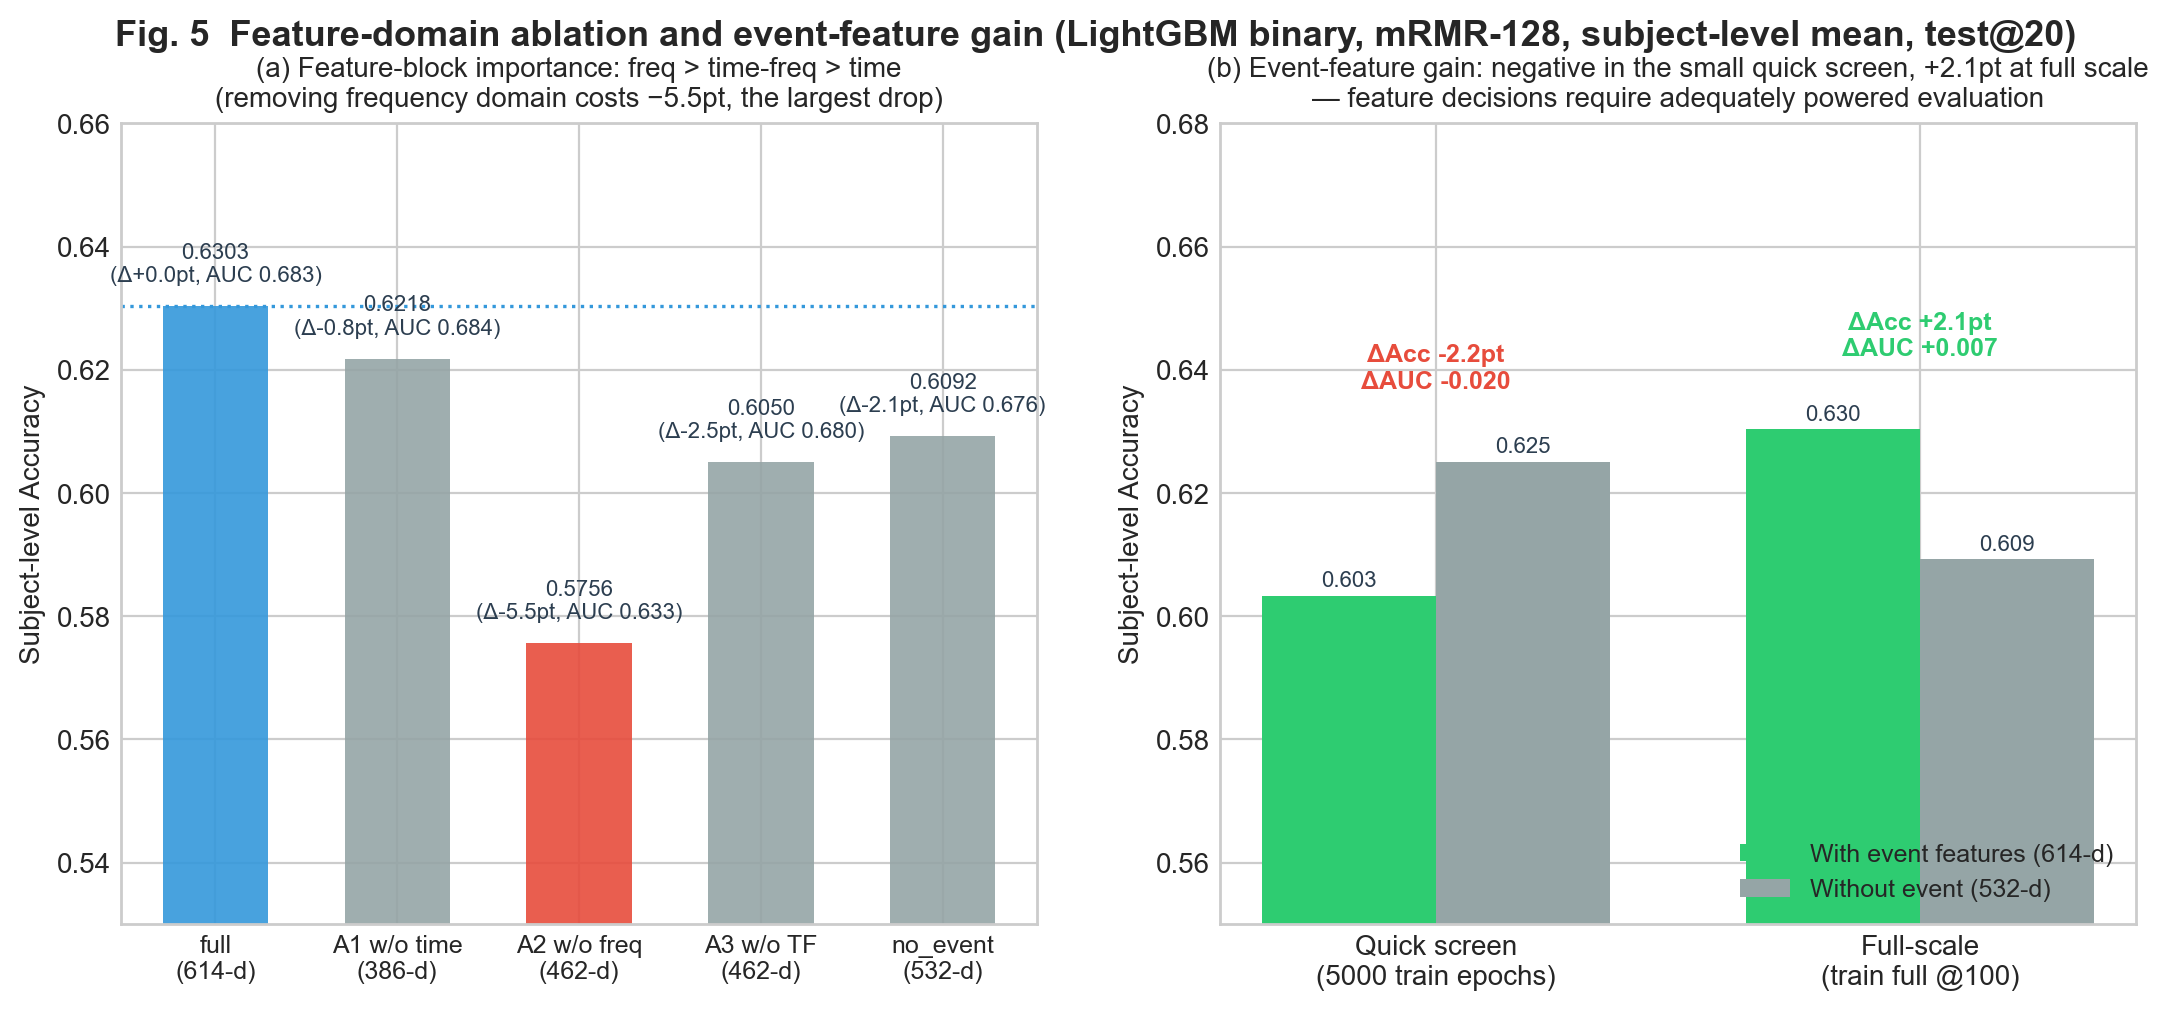 Fig. 5  Feature-domain ablation and event-feature gain (LightGBM binary, mRMR-128, subject-level mean, test@20)
(a) Feature-block importance: freq > time-freq > time
(removing frequency domain costs −5.5pt, the largest drop)
Subject-level Accuracy
0.66
0.64
0.62
0.60
0.58
0.56
0.54
0.6303
(Δ+0.0pt, AUC 0.683)
0.6218
(Δ-0.8pt, AUC 0.684)
0.5756
(Δ-5.5pt, AUC 0.633)
0.6050
(Δ-2.5pt, AUC 0.680)
0.6092
(Δ-2.1pt, AUC 0.676)
full
(614-d)
A1 w/o time
(386-d)
A2 w/o freq
(462-d)
A3 w/o TF
(462-d)
no_event
(532-d)
(b) Event-feature gain: negative in the small quick screen, +2.1pt at full scale
— feature decisions require adequately powered evaluation
Subject-level Accuracy
0.68
0.66
0.64
0.62
0.60
0.58
0.56
ΔAcc -2.2pt
ΔAUC -0.020
0.603
0.625
ΔAcc +2.1pt
ΔAUC +0.007
0.630
0.609
With event features (614-d)
Without event (532-d)
Quick screen
(5000 train epochs)
Full-scale
(train full @100)